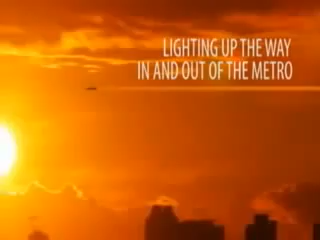 LIGHTING UP THE WAY
IN AND OUT OF THE METRO